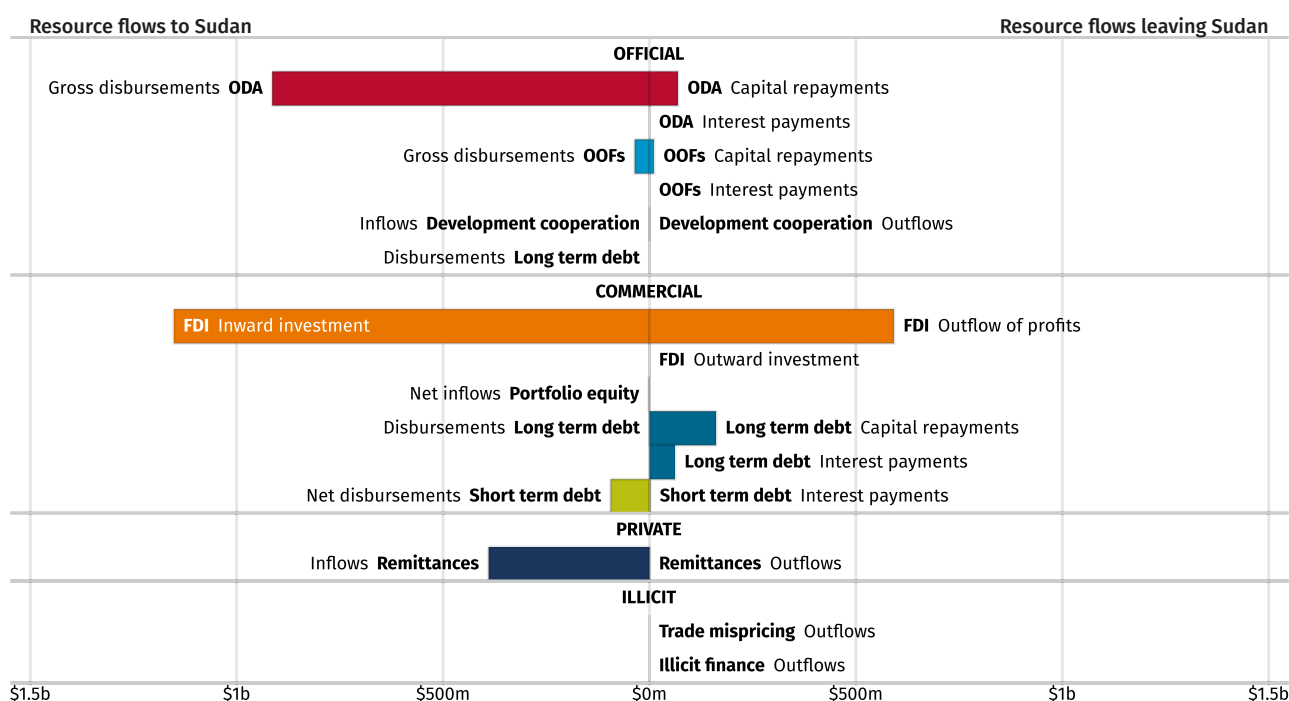 Resource flows to Sudan Resource flows leaving Sudan
OFFICIAL
Gross disbursements ODA ODA Capital repayments
ODA Interest payments
Gross disbursements OOFs OOFs Capital repayments
OOFs Interest payments
Inflows Development cooperation Development cooperation Outflows
Disbursements Long term debt
COMMERCIAL
FDI Inward investment FDI Outflow of profits
FDI Outward investment
Net inflows Portfolio equity
Disbursements Long term debt Long term debt Capital repayments
Long term debt Interest payments
Net disbursements Short term debt Short term debt Interest payments
PRIVATE
Inflows Remittances Remittances Outflows
ILLICIT
Trade mispricing Outflows
Illicit finance Outflows
$1.5b $1b $500m $0m $500m $1b $1.5b